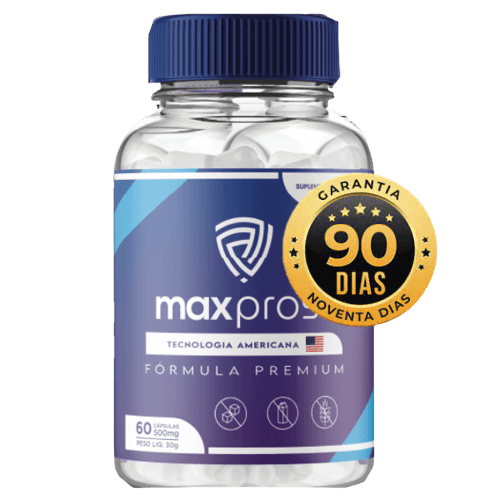 GARANTIA
90
DIAS
NOVENTA DIAS
maxpros
TECNOLOGIA AMERICANA
FÓRMULA PREMIUM
60 CÁPSULAS
500mg
PESO LIQ. 30g